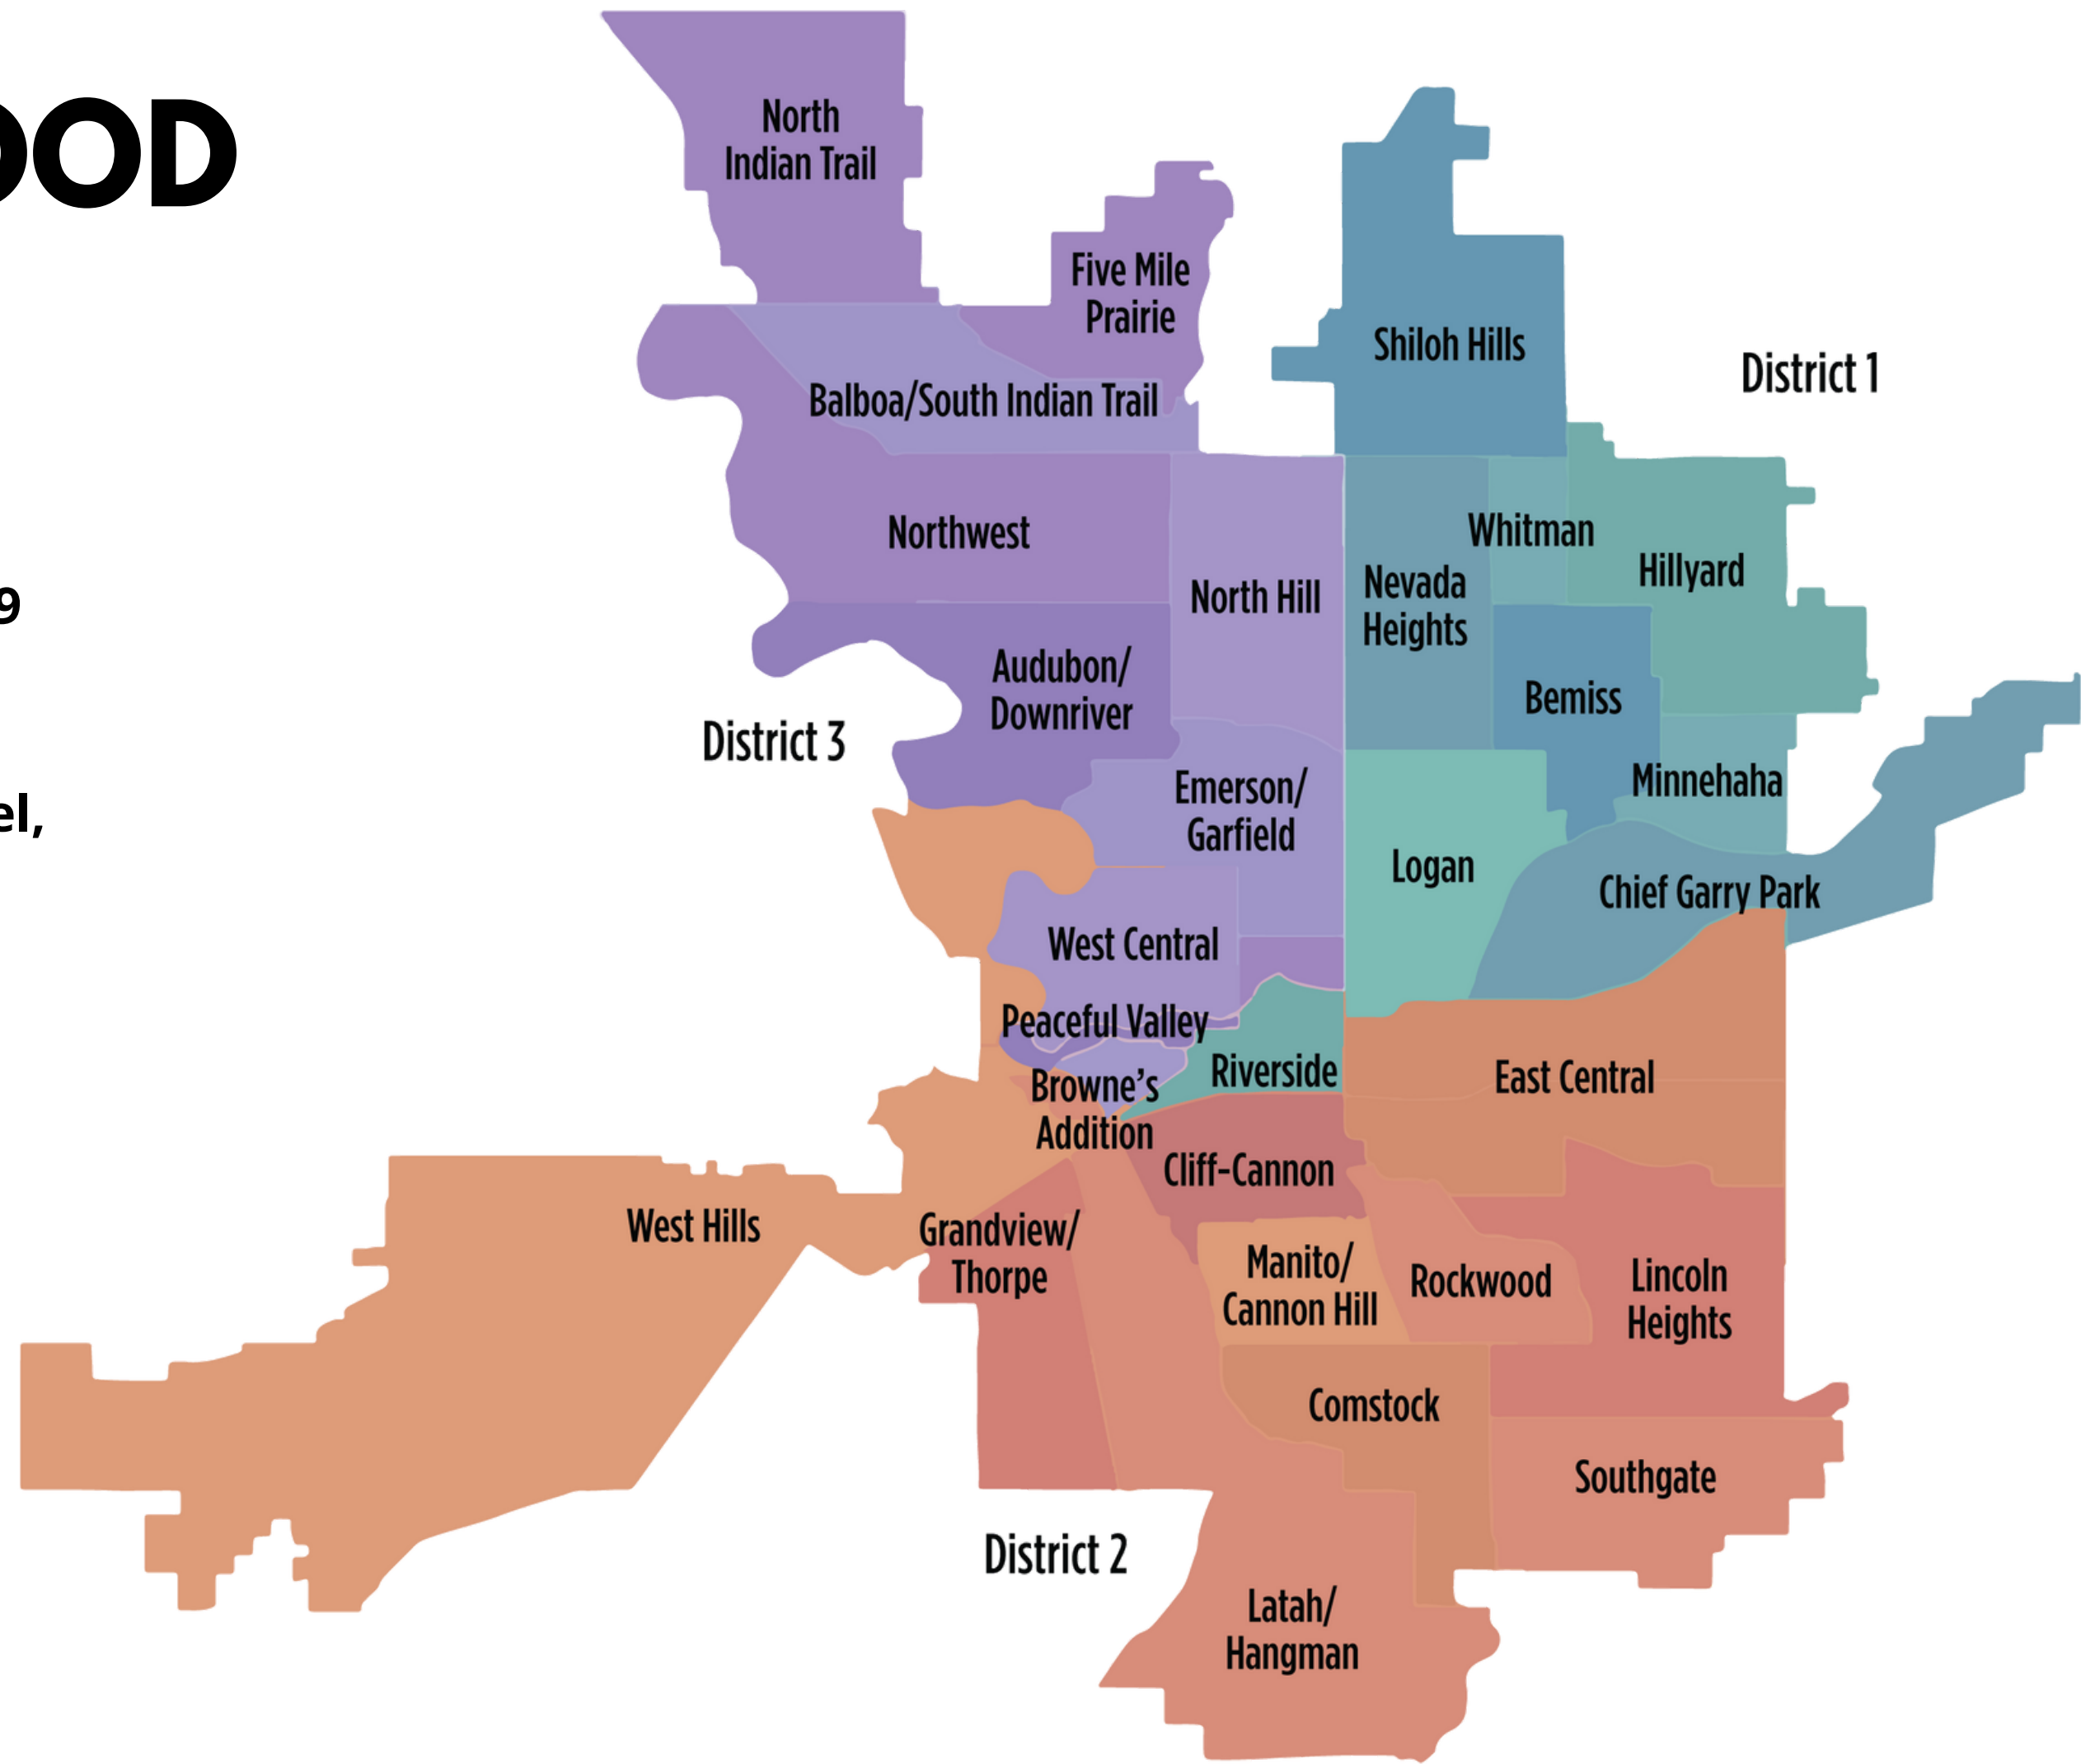 OOD
9
el,
North
Indian Trail
Five Mile
Prairie
Shiloh Hills
District 1
Balboa/South Indian Trail
Northwest
Whitman
Hillyard
North Hill
Nevada
Heights
Audubon/
Downriver
Bemiss
District 3
Emerson/
Garfield
Minnehaha
Logan
Chief Garry Park
West Central
Peaceful Valley
Riverside
East Central
Browne's
Addition
Cliff-Cannon
West Hills
Grandview/
Thorpe
Manito/
Cannon Hill
Rockwood
Lincoln
Heights
Comstock
Southgate
District 2
Latah/
Hangman